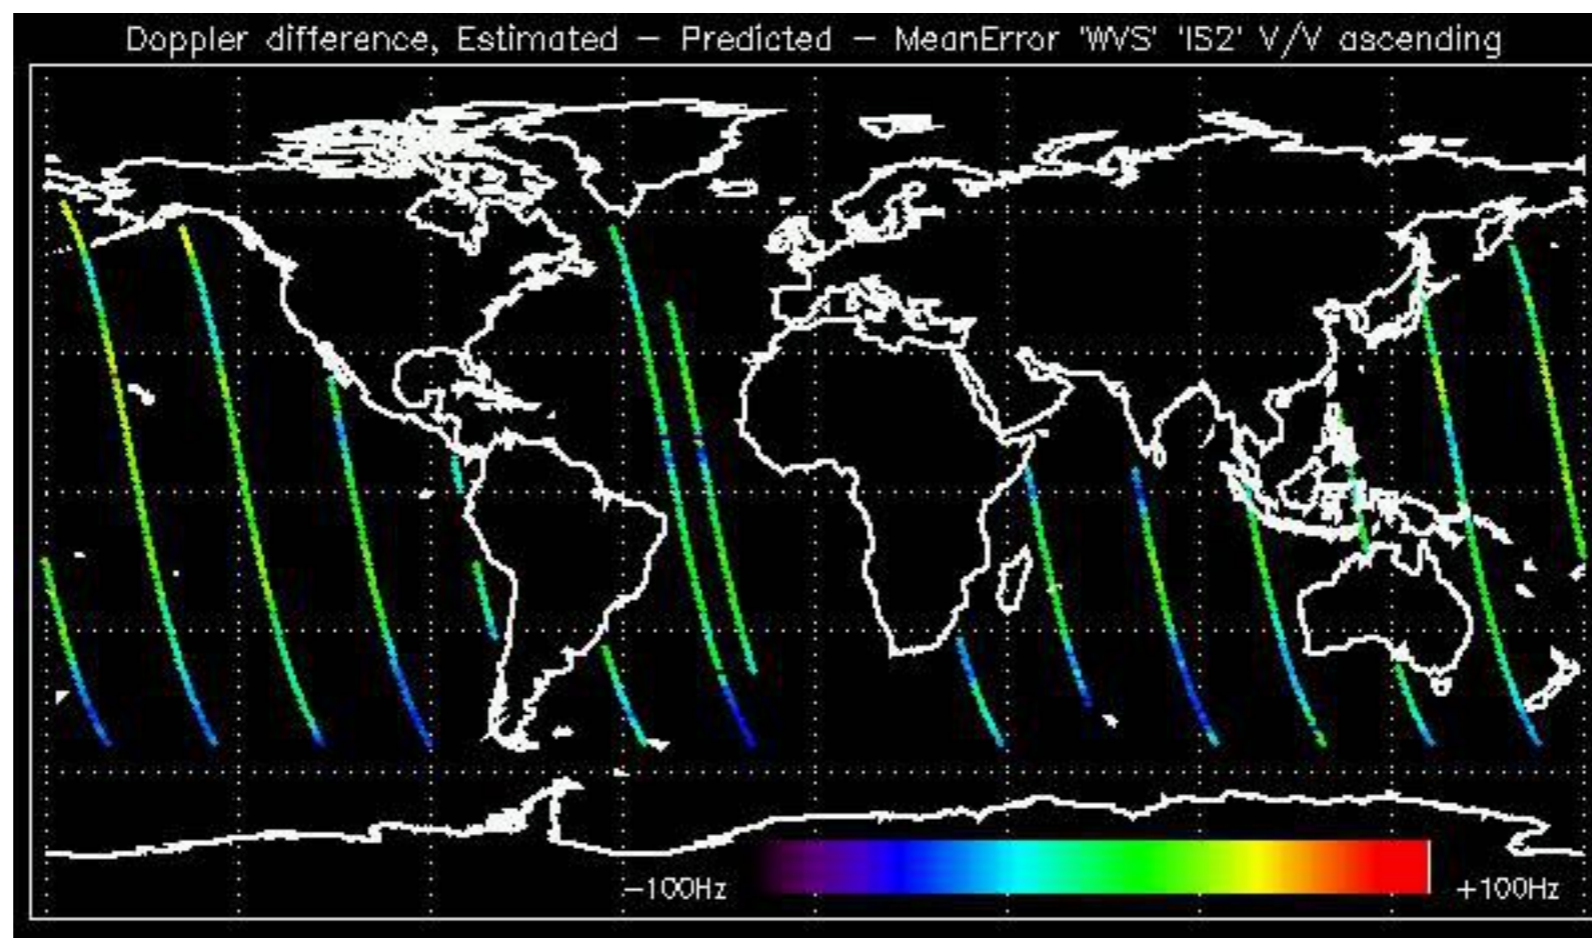 Doppler difference, Estimated - Predicted - MeanError 'WVS' 'IS2' V/V ascending
-100Hz
+100Hz